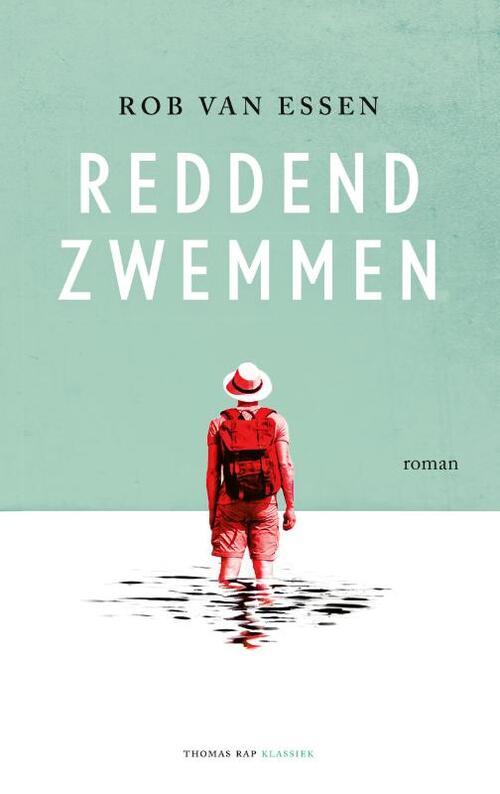 ROB VAN ESSEN
REDDEND
ZWEMMEN
roman
THOMAS RAP KLASSIEK